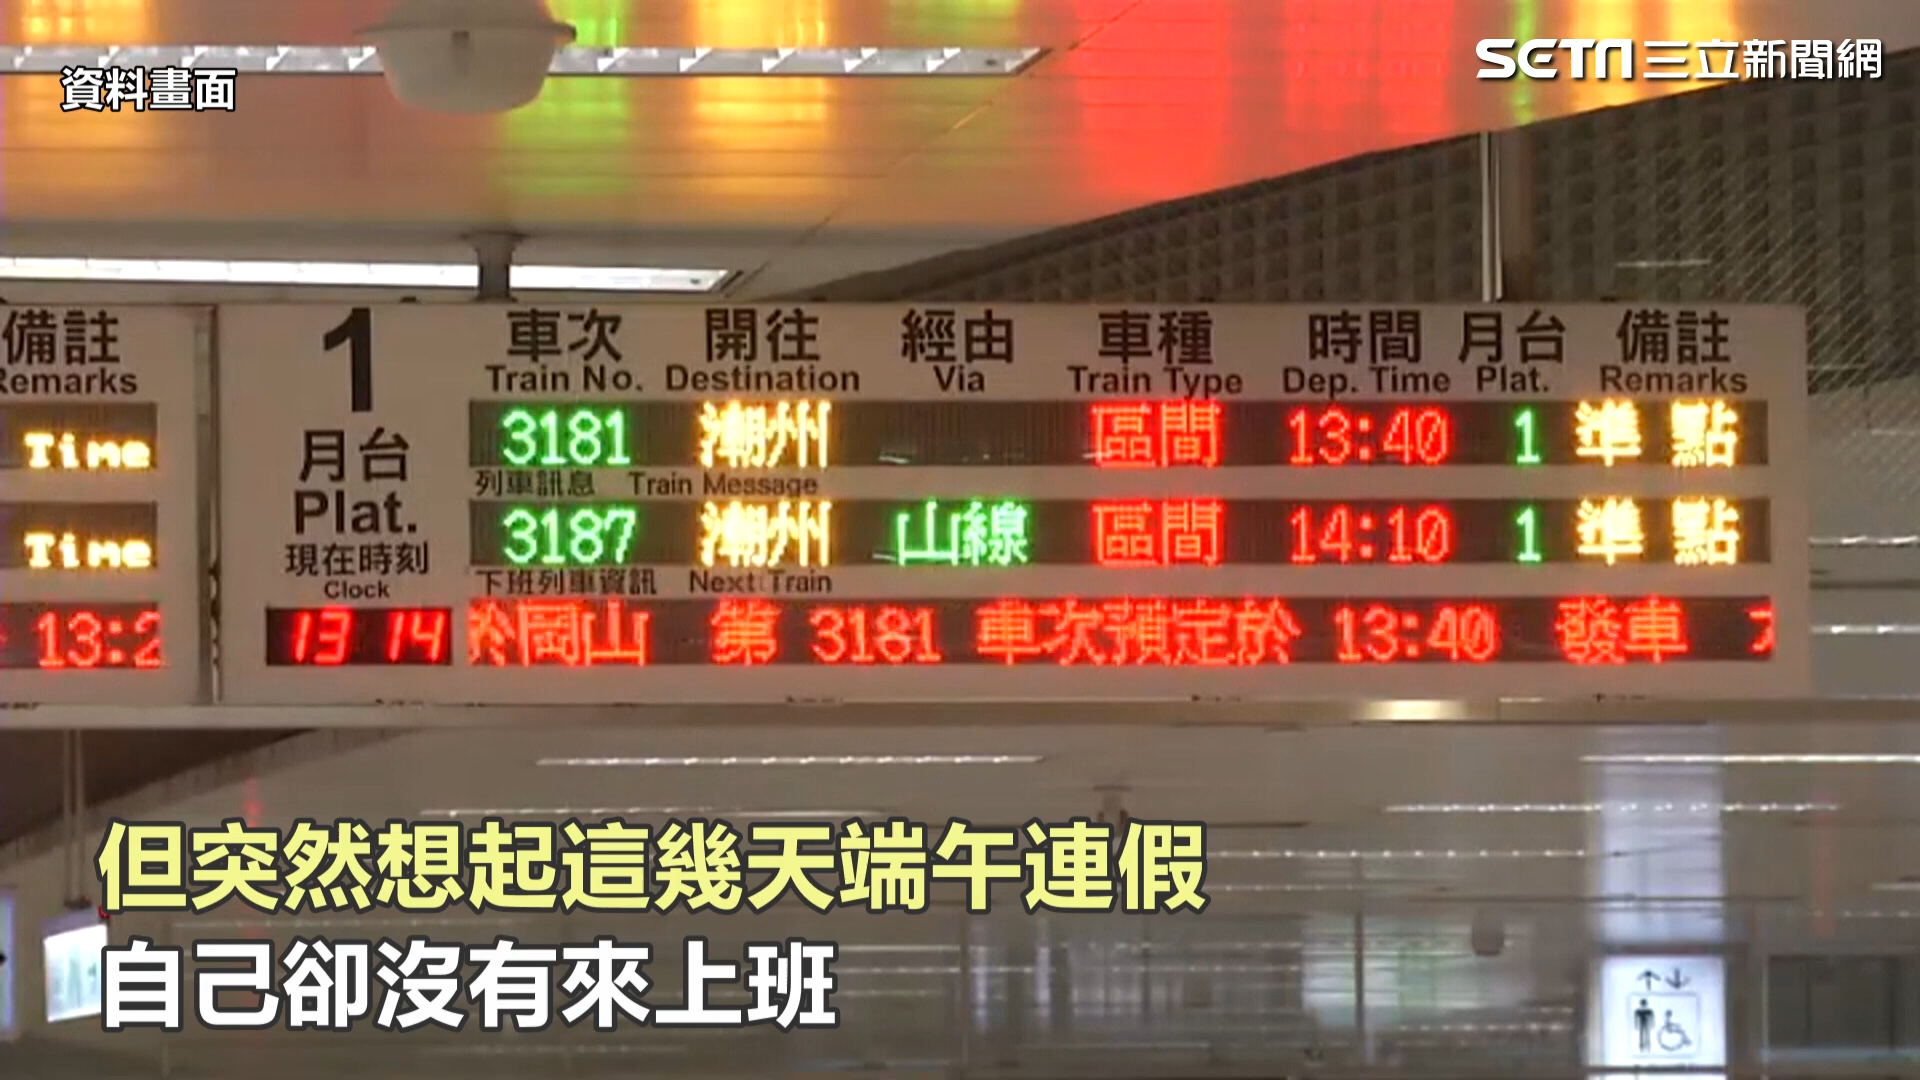 資料畫面
SETN三立新聞網
備註
Remarks
Time
Time
13:2
1
月台
Plat.
現在時刻
Clock
13 14
車次 開往 經由 車種 時間 月台 備註
Train No. Destination Via Train Type Dep. Time Plat. Remarks
3181 潮州 區間 13:40 1 準點
列車訊息 Train Message
3187 潮州 山線 區間 14:10 1 準點
下班列車資訊 Next Train
於岡山 第 3181 車次預定於 13:40 發車
但突然想起這幾天端午連假
自己卻沒有來上班